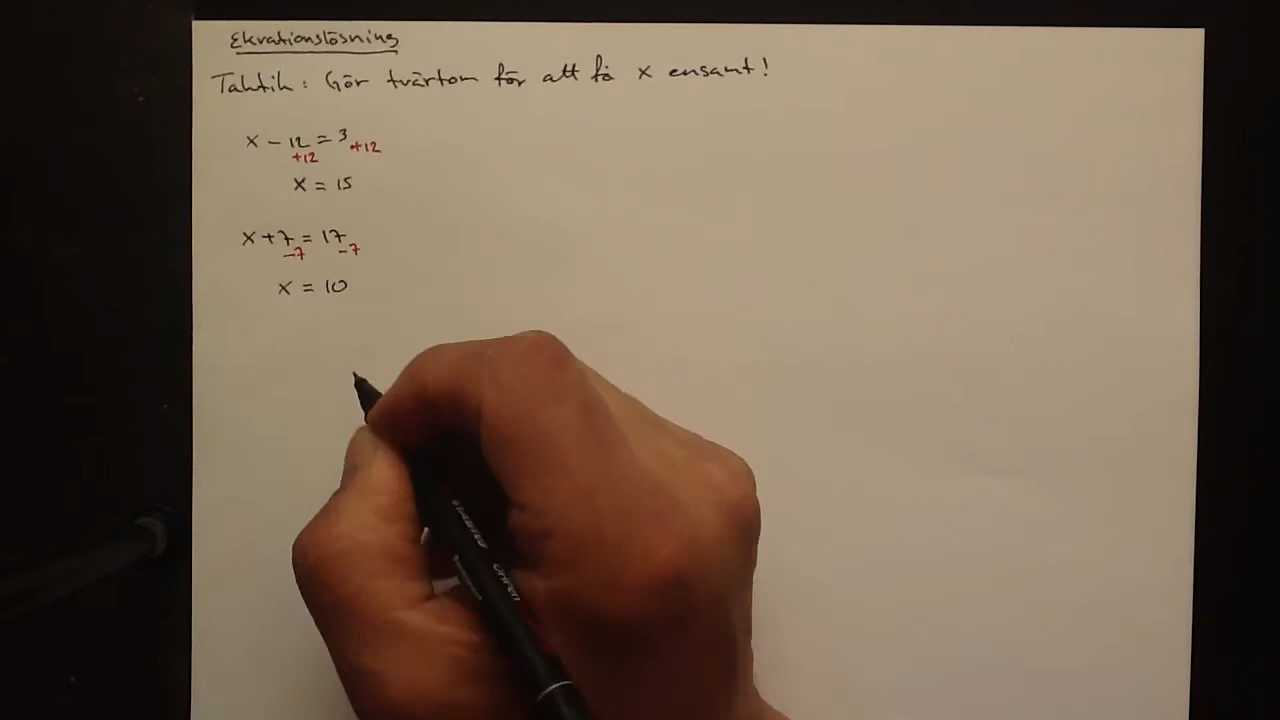 Ekvationslösning
Taktik: Gör tvärtom för att få x ensamt!
x - 12 = 3
+12 +12
x = 15
x + 7 = 17
-7 -7
x = 10